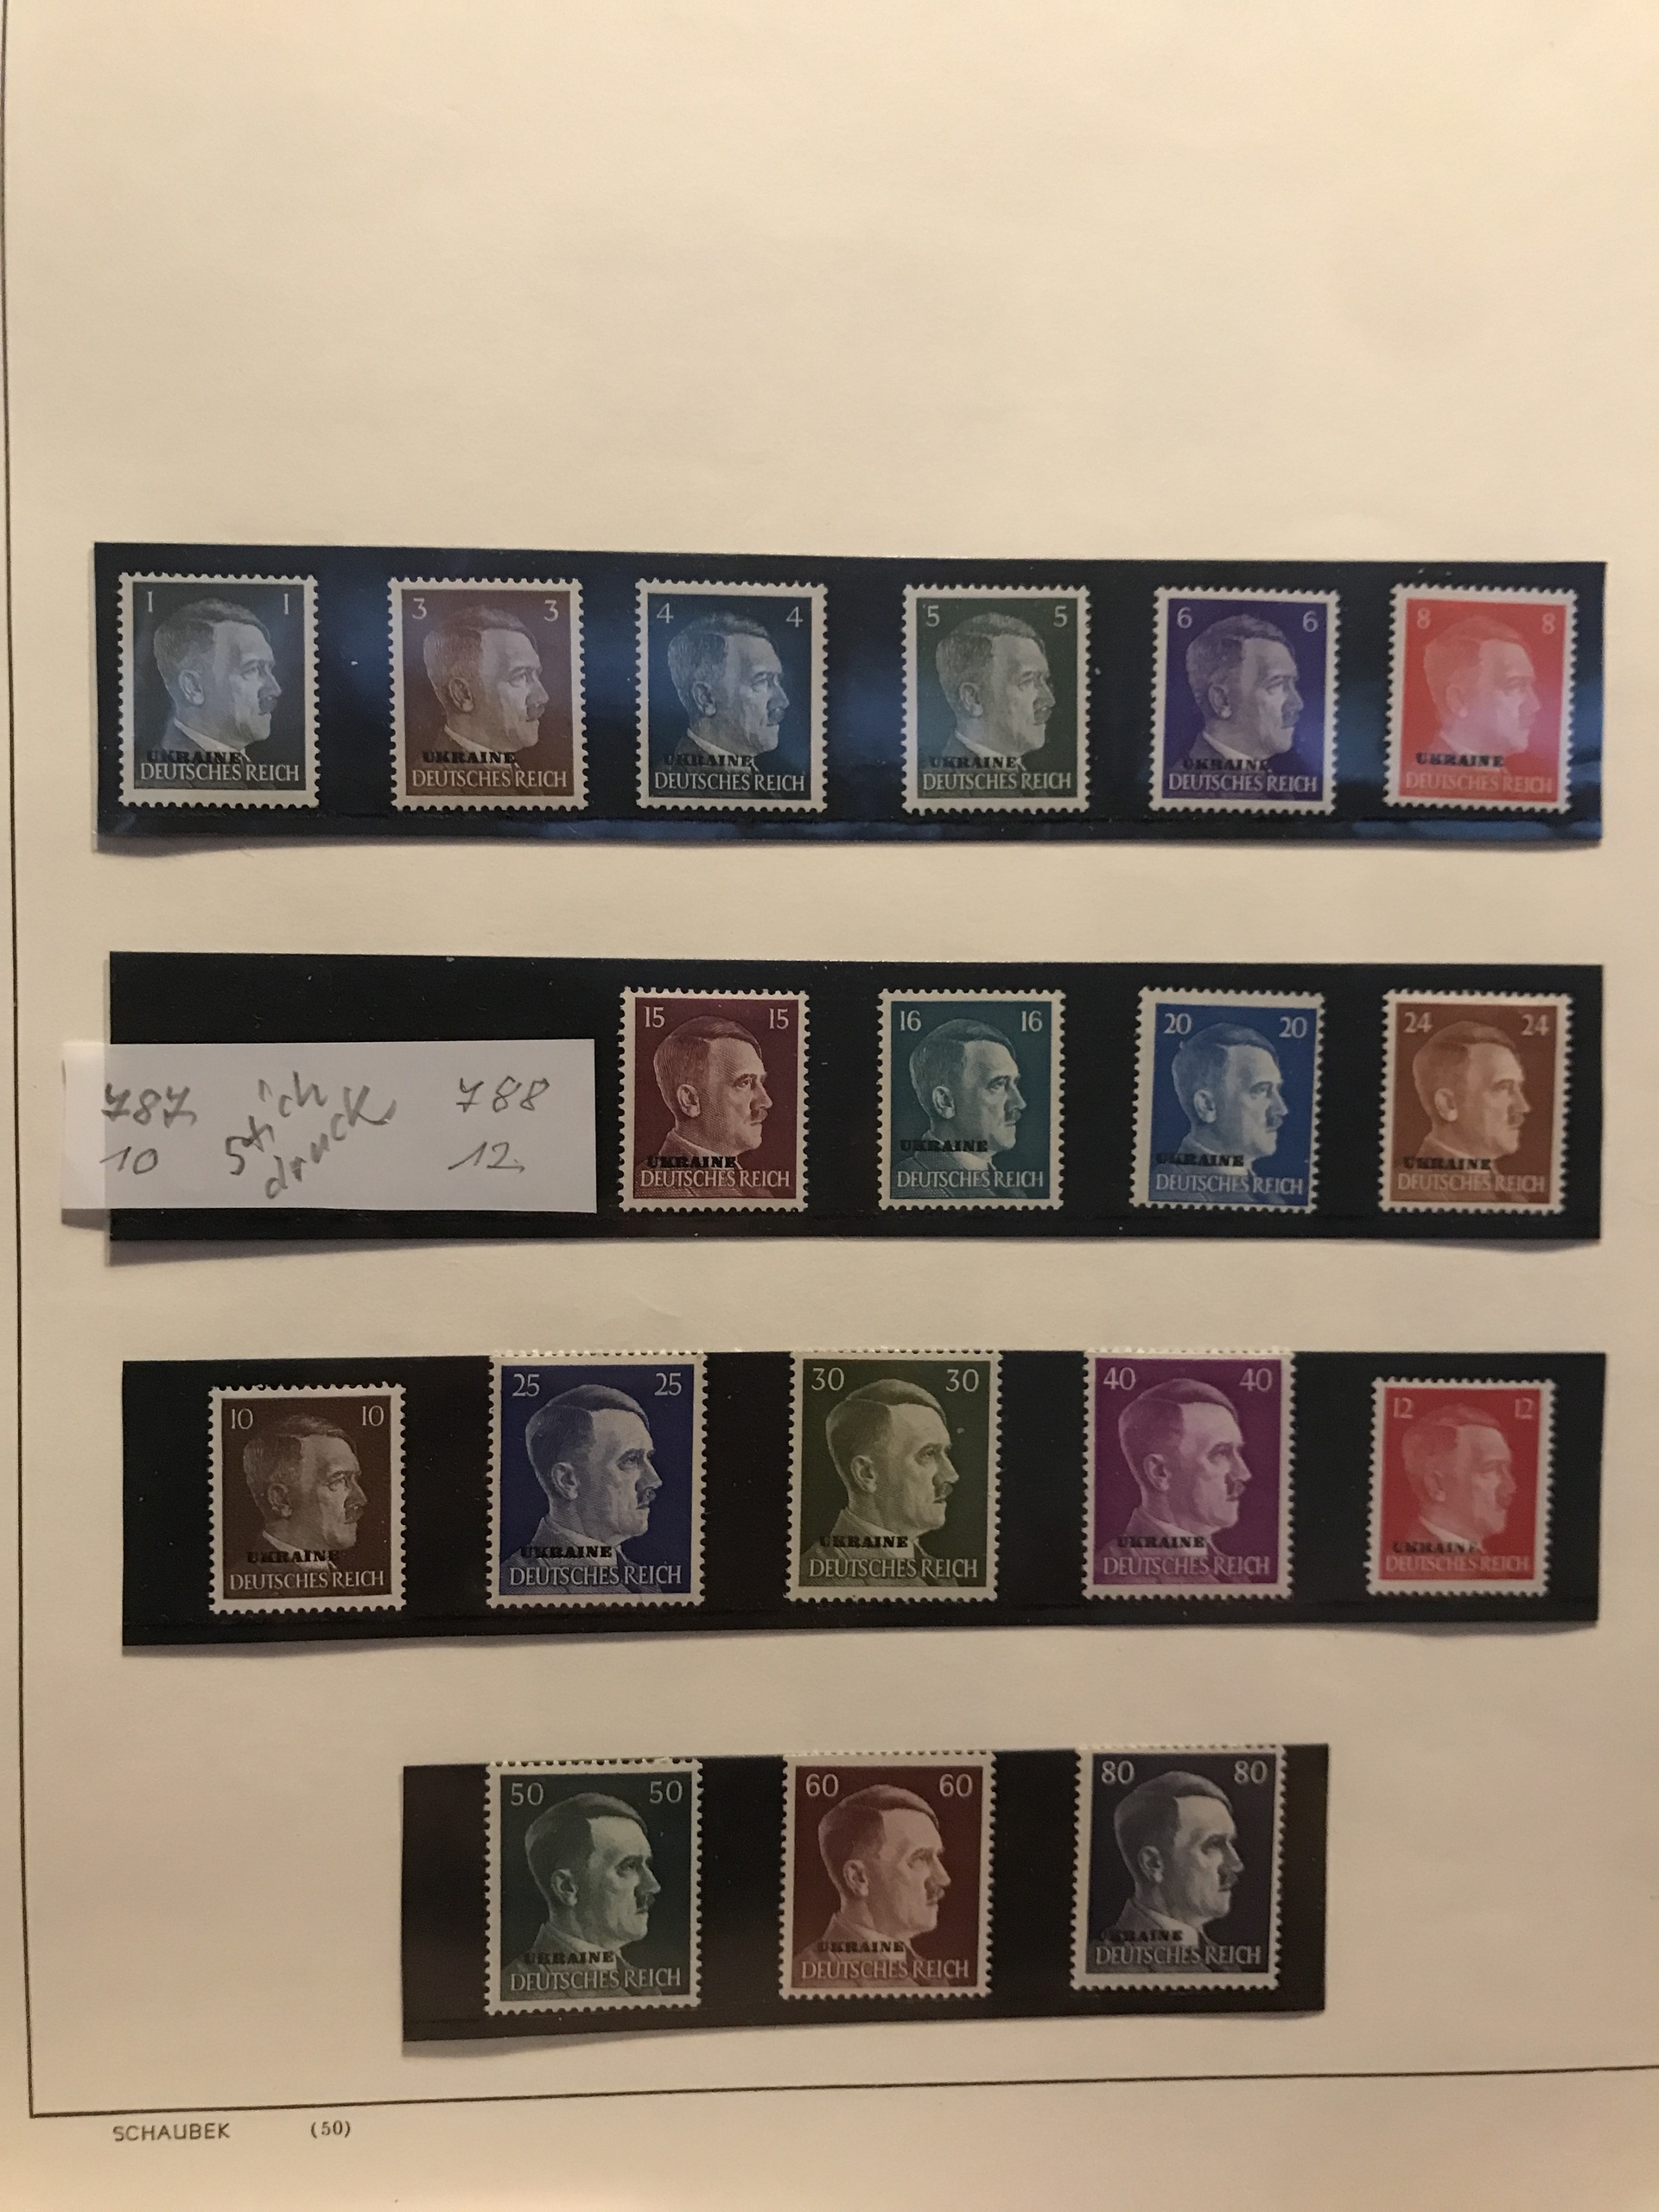 1 1
UKRAINE
DEUTSCHES REICH
3 3
UKRAINE
DEUTSCHES REICH
4 4
UKRAINE
DEUTSCHES REICH
5 5
UKRAINE
DEUTSCHES REICH
6 6
UKRAINE
DEUTSCHES REICH
8 8
UKRAINE
DEUTSCHES REICH
787 Stich 788
10 druck 12
15 15
UKRAINE
DEUTSCHES REICH
16 16
UKRAINE
DEUTSCHES REICH
20 20
UKRAINE
DEUTSCHES REICH
24 24
UKRAINE
DEUTSCHES REICH
10 10
UKRAINE
DEUTSCHES REICH
25 25
UKRAINE
DEUTSCHES REICH
30 30
UKRAINE
DEUTSCHES REICH
40 40
UKRAINE
DEUTSCHES REICH
12 12
UKRAINE
DEUTSCHES REICH
50 50
UKRAINE
DEUTSCHES REICH
60 60
UKRAINE
DEUTSCHES REICH
80 80
UKRAINE
DEUTSCHES REICH
SCHAUBEK (50)